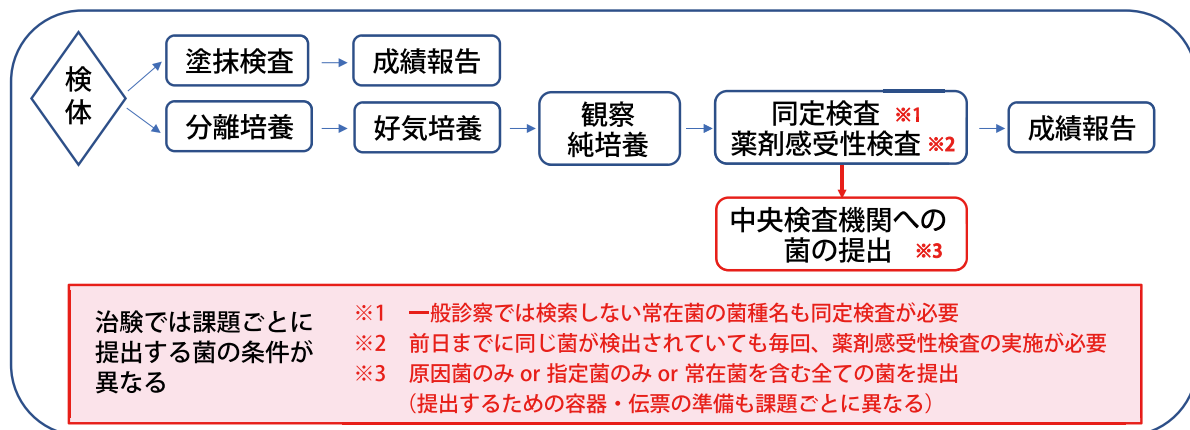 検
体
塗抹検査
成績報告
分離培養
好気培養
観察
純培養
同定検査 ※1
薬剤感受性検査 ※2
成績報告
中央検査機関への
菌の提出 ※3
治験では課題ごとに
提出する菌の条件が
異なる
※1 一般診察では検索しない常在菌の菌種名も同定検査が必要
※2 前日までに同じ菌が検出されていても毎回、薬剤感受性検査の実施が必要
※3 原因菌のみ or 指定菌のみ or 常在菌を含む全ての菌を提出
（提出するための容器・伝票の準備も課題ごとに異なる）